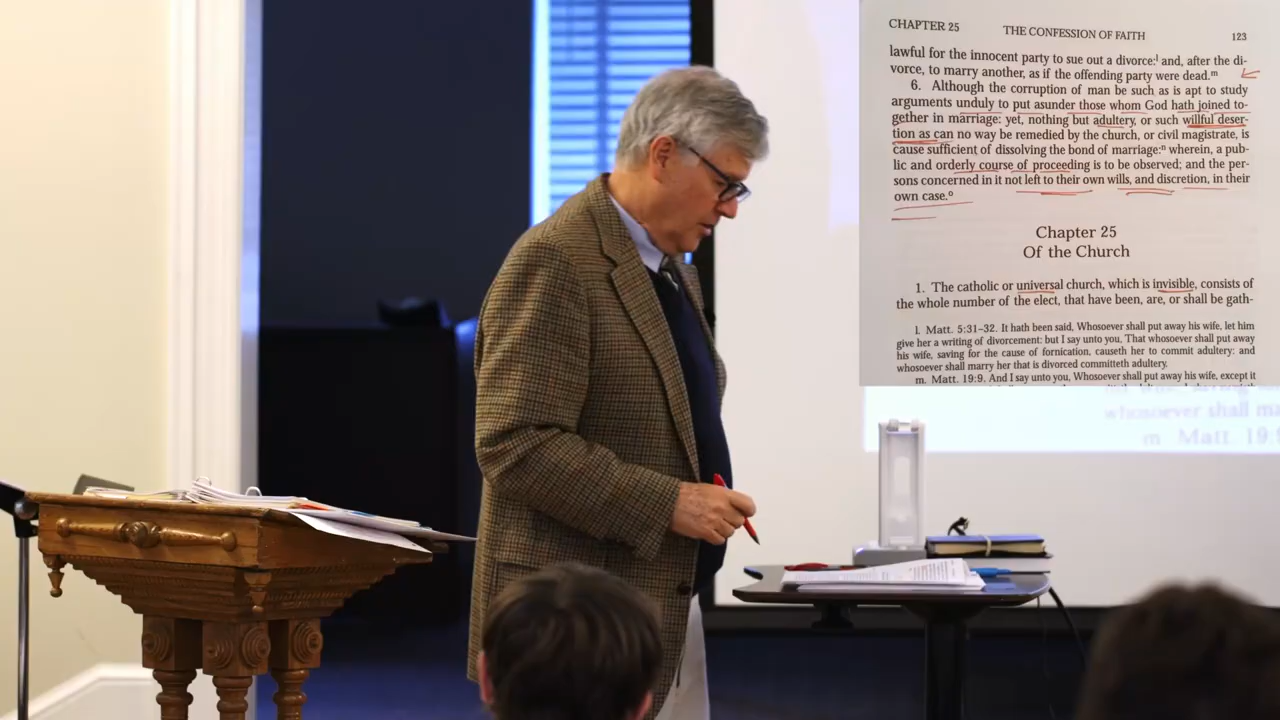 CHAPTER 25 THE CONFESSION OF FAITH 123
lawful for the innocent party to sue out a divorce:l and, after the di-
vorce, to marry another, as if the offending party were dead.m
6. Although the corruption of man be such as is apt to study
arguments unduly to put asunder those whom God hath joined to-
gether in marriage: yet, nothing but adultery, or such willful deser-
tion as can no way be remedied by the church, or civil magistrate, is
cause sufficient of dissolving the bond of marriage:n wherein, a pub-
lic and orderly course of proceeding is to be observed; and the per-
sons concerned in it not left to their own wills, and discretion, in their
own case.o
Chapter 25
Of the Church
1. The catholic or universal church, which is invisible, consists of
the whole number of the elect, that have been, are, or shall be gath-
l. Matt. 5:31–32. It hath been said, Whosoever shall put away his wife, let him
give her a writing of divorcement: but I say unto you, That whosoever shall put away
his wife, saving for the cause of fornication, causeth her to commit adultery: and
whosoever shall marry her that is divorced committeth adultery.
m. Matt. 19:9. And I say unto you, Whosoever shall put away his wife, except it
whosoever shall ma
m. Matt. 19:9